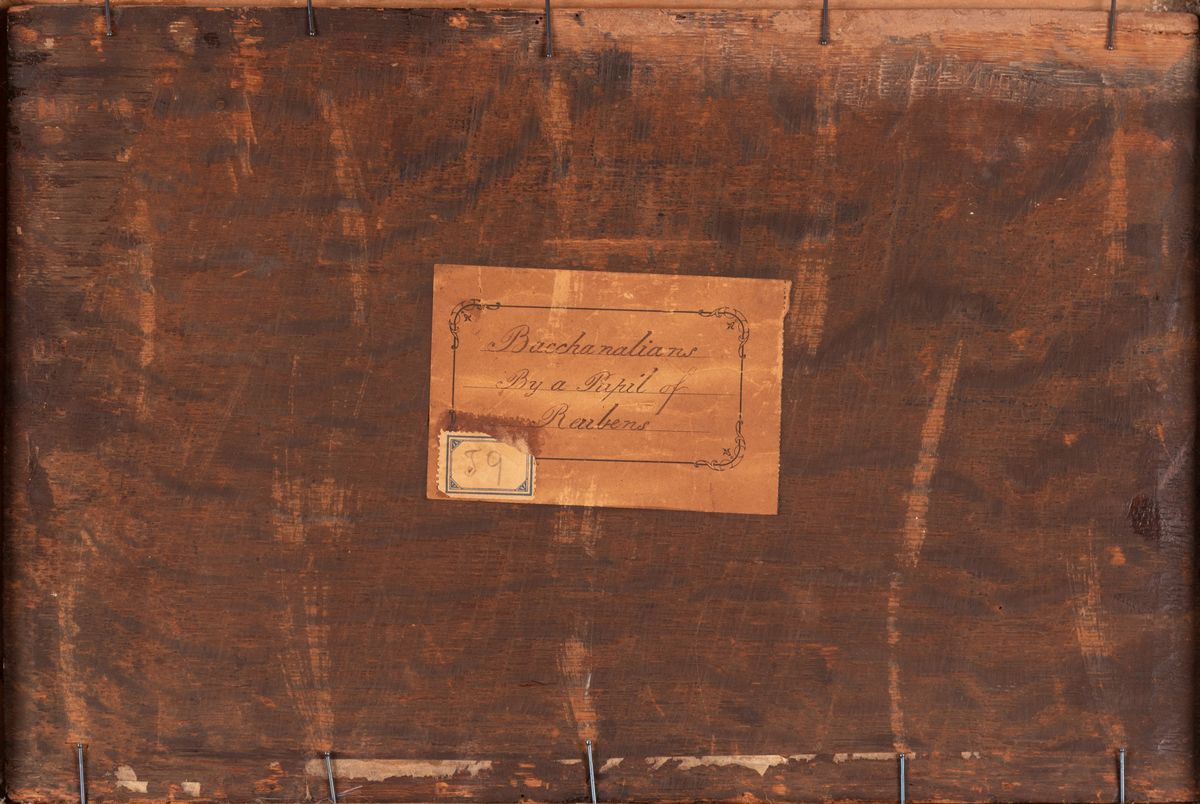 Bacchanalians
By a Pupil of
Reubens
59